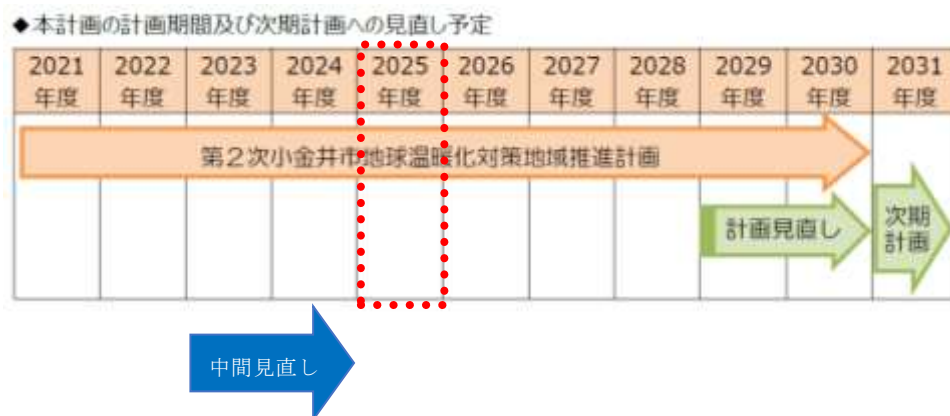 ◆本計画の計画期間及び次期計画への見直し予定
2021 2022 2023 2024 2025 2026 2027 2028 2029 2030 2031
年度 年度 年度 年度 年度 年度 年度 年度 年度 年度 年度
第2次小金井市地球温暖化対策地域推進計画
計画見直し
次期
計画
中間見直し